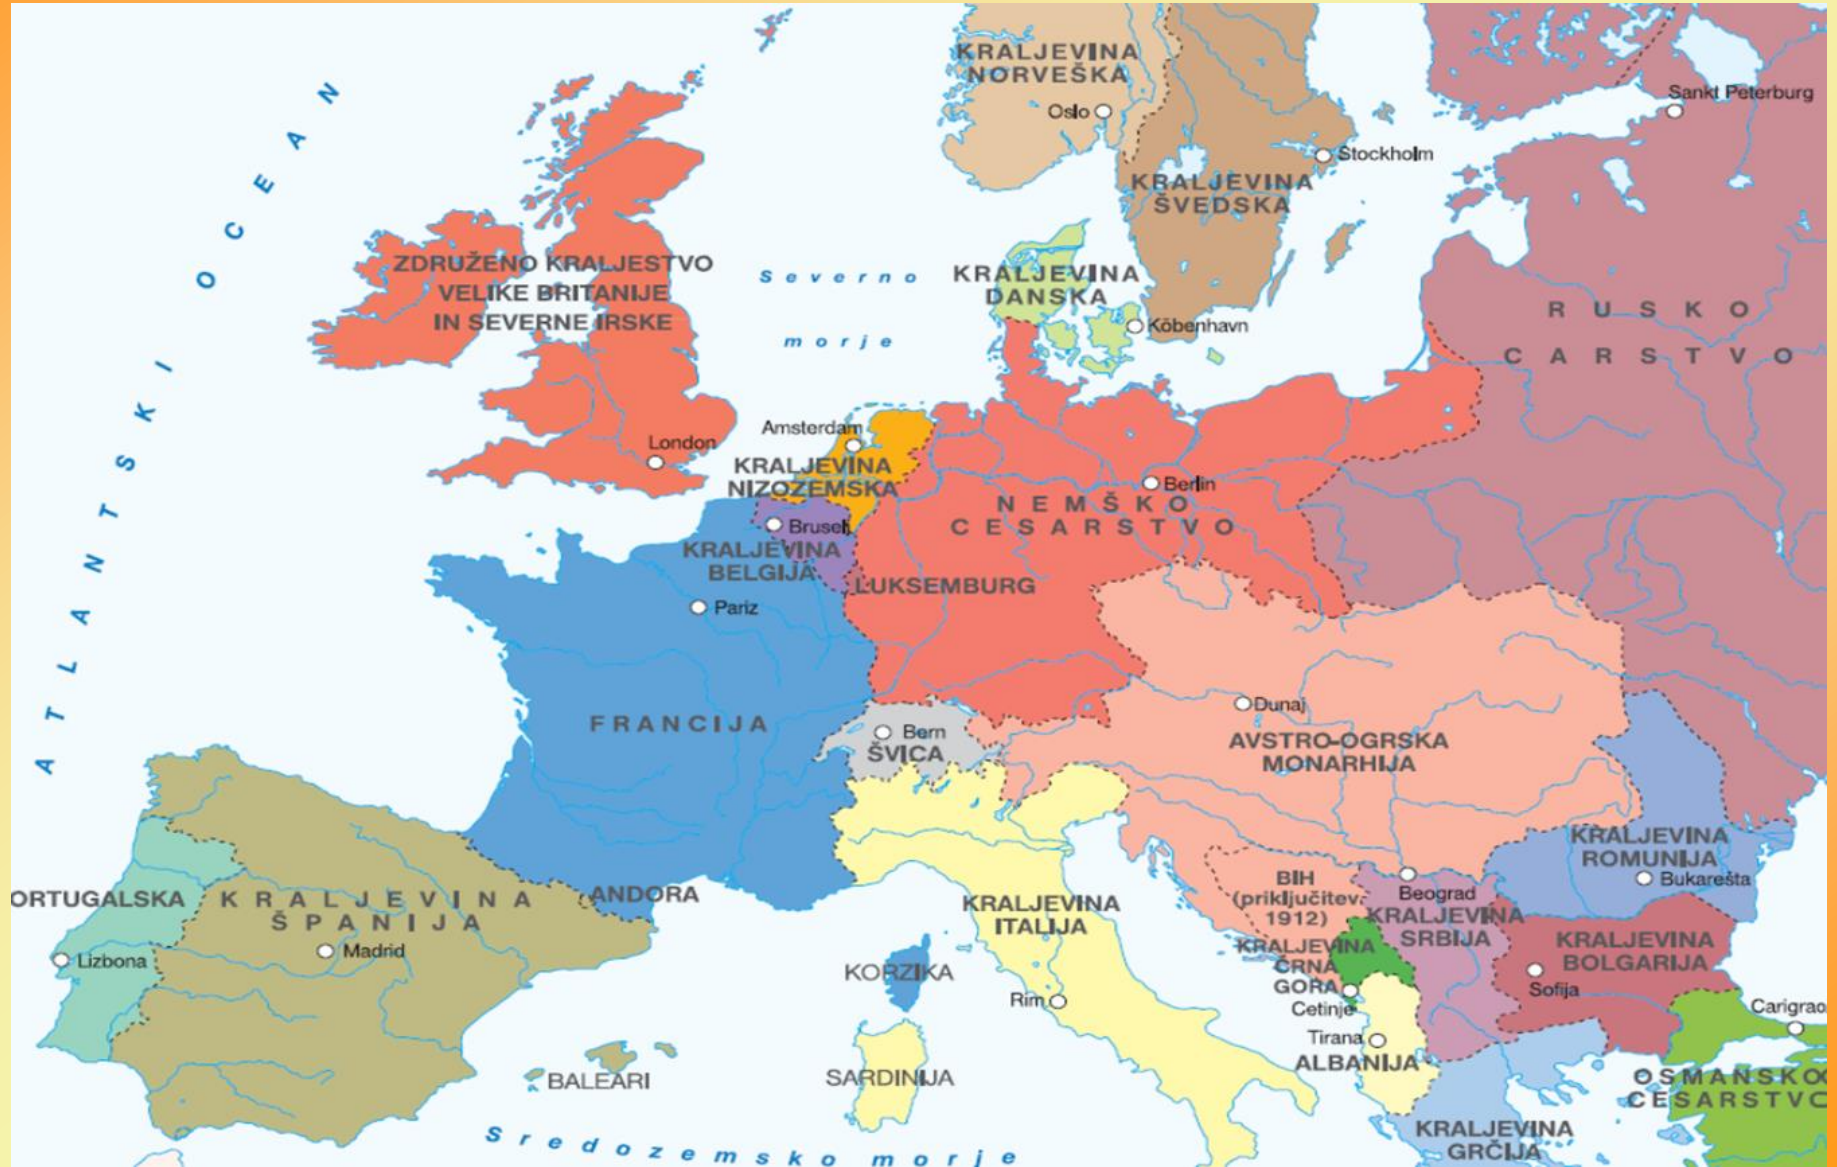 ATLANTSKI OCEAN
KRALJEVINA
NORVEŠKA
Oslo
Stockholm
Sankt Peterburg
KRALJEVINA
ŠVEDSKA
ZDRUŽENO KRALJESTVO
VELIKE BRITANIJE
IN SEVERNE IRSKE
Severno
morje
KRALJEVINA
DANSKA
Köbenhavn
RUSKO
CARSTVO
London
Amsterdam
KRALJEVINA
NIZOZEMSKA
Berlin
NEMŠKO
CESARSTVO
Bruselj
KRALJEVINA
BELGIJA
LUKSEMBURG
Pariz
FRANCIJA
Bern
ŠVICA
Dunaj
AVSTRO-OGRSKA
MONARHIJA
KRALJEVINA
ROMUNIJA
Bukarešta
ORTUGALSKA
KRALJEVINA
ŠPANIJA
ANDORA
Madrid
Lizbona
KRALJEVINA
ITALIJA
BIH
(priključitev
1912)
Beograd
KRALJEVINA
SRBIJA
KRALJEVINA
ČRNA
GORA
Cetinje
KRALJEVINA
BOLGARIJA
Sofija
KORZIKA
Rim
Carigrad
Tirana
ALBANIJA
BALEARI
SARDINIJA
OSMANSKO
CESARSTVO
KRALJEVINA
GRČIJA
Sredozemsko morje